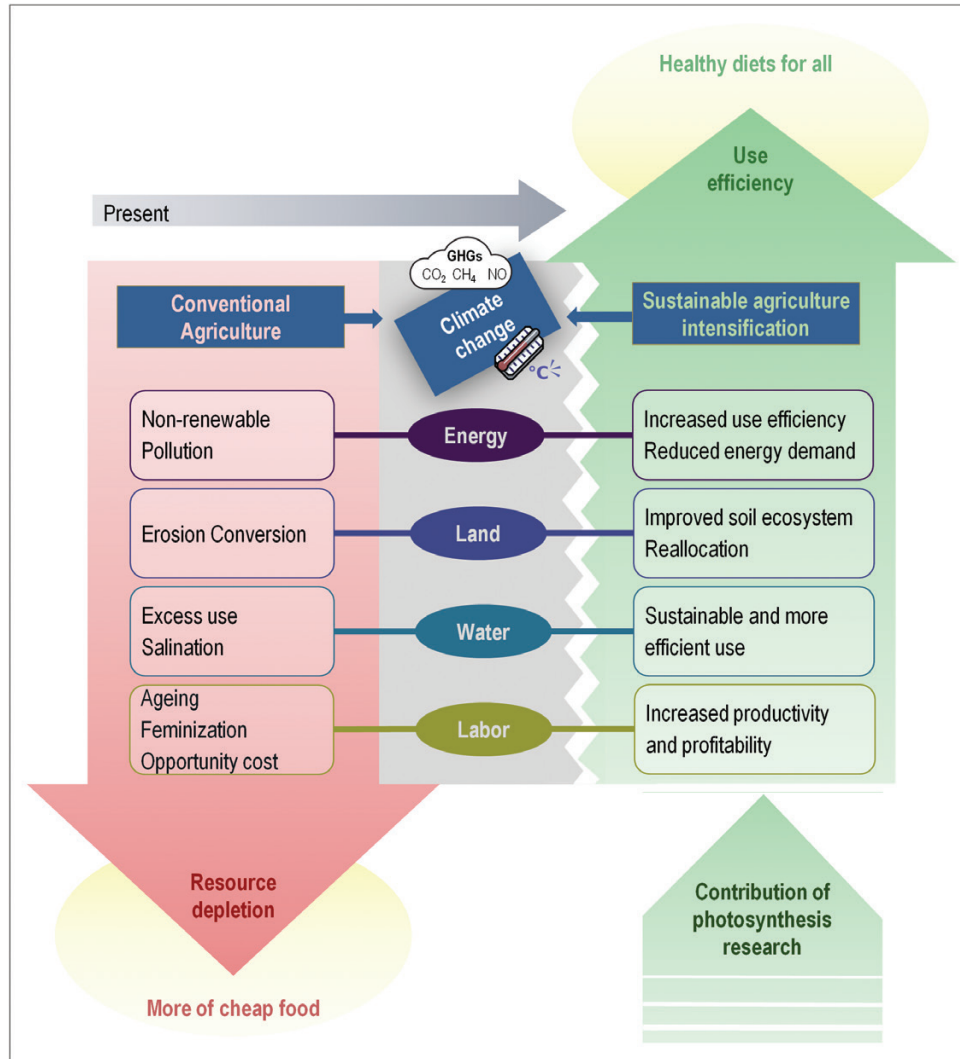 Healthy diets for all
Use
efficiency
Present
GHGs
CO₂ CH₄ NO
Conventional
Agriculture
Climate
change
°C
Sustainable agriculture
intensification
Non-renewable
Pollution
Energy
Increased use efficiency
Reduced energy demand
Erosion Conversion
Land
Improved soil ecosystem
Reallocation
Excess use
Salination
Water
Sustainable and more
efficient use
Ageing
Feminization
Opportunity cost
Labor
Increased productivity
and profitability
Resource
depletion
More of cheap food
Contribution of
photosynthesis
research